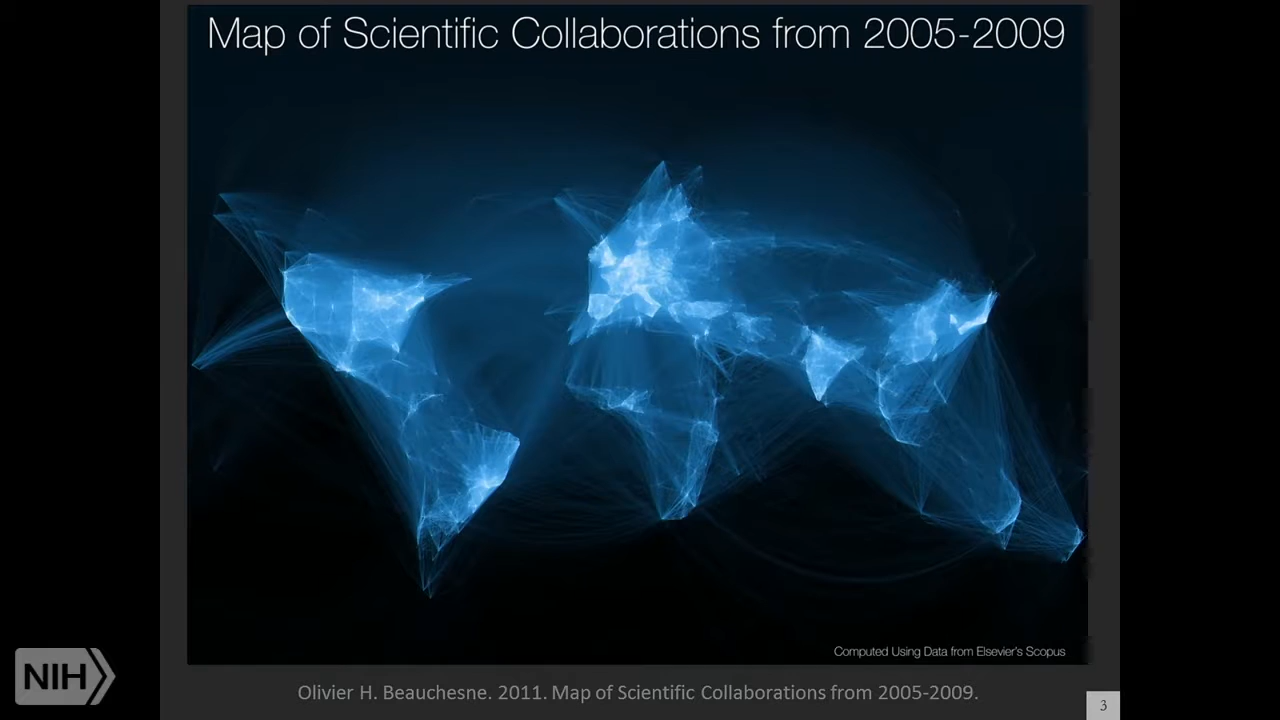 Map of Scientific Collaborations from 2005-2009
Computed Using Data from Elsevier's Scopus
NIH
Olivier H. Beauchesne. 2011. Map of Scientific Collaborations from 2005-2009.
3